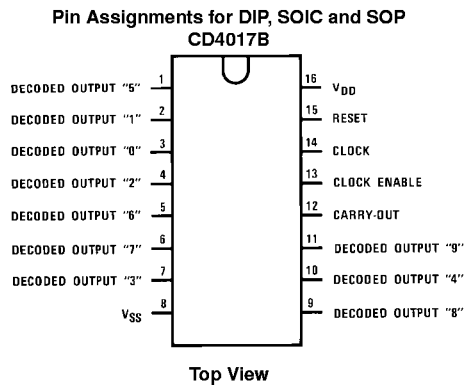 Pin Assignments for DIP, SOIC and SOP
CD4017B
DECODED OUTPUT "5" 1
16 VDD
DECODED OUTPUT "1" 2
15 RESET
DECODED OUTPUT "0" 3
14 CLOCK
DECODED OUTPUT "2" 4
13 CLOCK ENABLE
DECODED OUTPUT "6" 5
12 CARRY-OUT
DECODED OUTPUT "7" 6
11 DECODED OUTPUT "9"
DECODED OUTPUT "3" 7
10 DECODED OUTPUT "4"
VSS 8
9 DECODED OUTPUT "8"
Top View